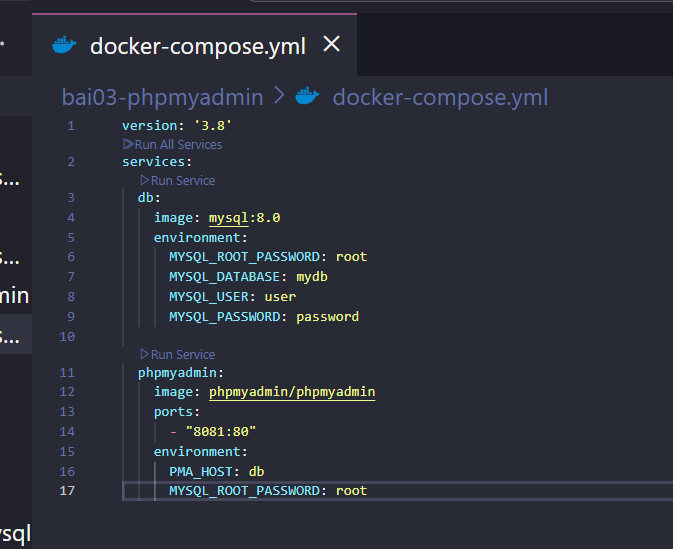 docker-compose.yml ×
bai03-phpmyadmin > docker-compose.yml
1 version: '3.8'
▷Run All Services
2 services:
▷Run Service
s...
3 db:
4 image: mysql:8.0
5 environment:
6 MYSQL_ROOT_PASSWORD: root
s...
7 MYSQL_DATABASE: mydb
min
8 MYSQL_USER: user
9 MYSQL_PASSWORD: password
s...
10
▷Run Service
11 phpmyadmin:
12 image: phpmyadmin/phpmyadmin
13 ports:
14 - "8081:80"
15 environment:
16 PMA_HOST: db
17 MYSQL_ROOT_PASSWORD: root
ysql